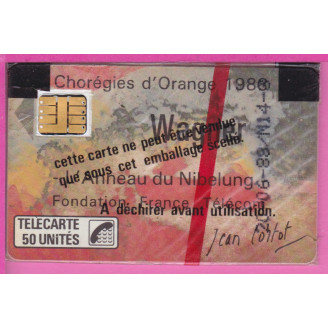 Chorégies d'Orange 1988
Wagner
cette carte ne peut être vendue
que sous cet emballage scellé.
Anneau du Nibelung
Fondation France Télécom
A déchirer avant utilisation.
TELECARTE
50 UNITÉS